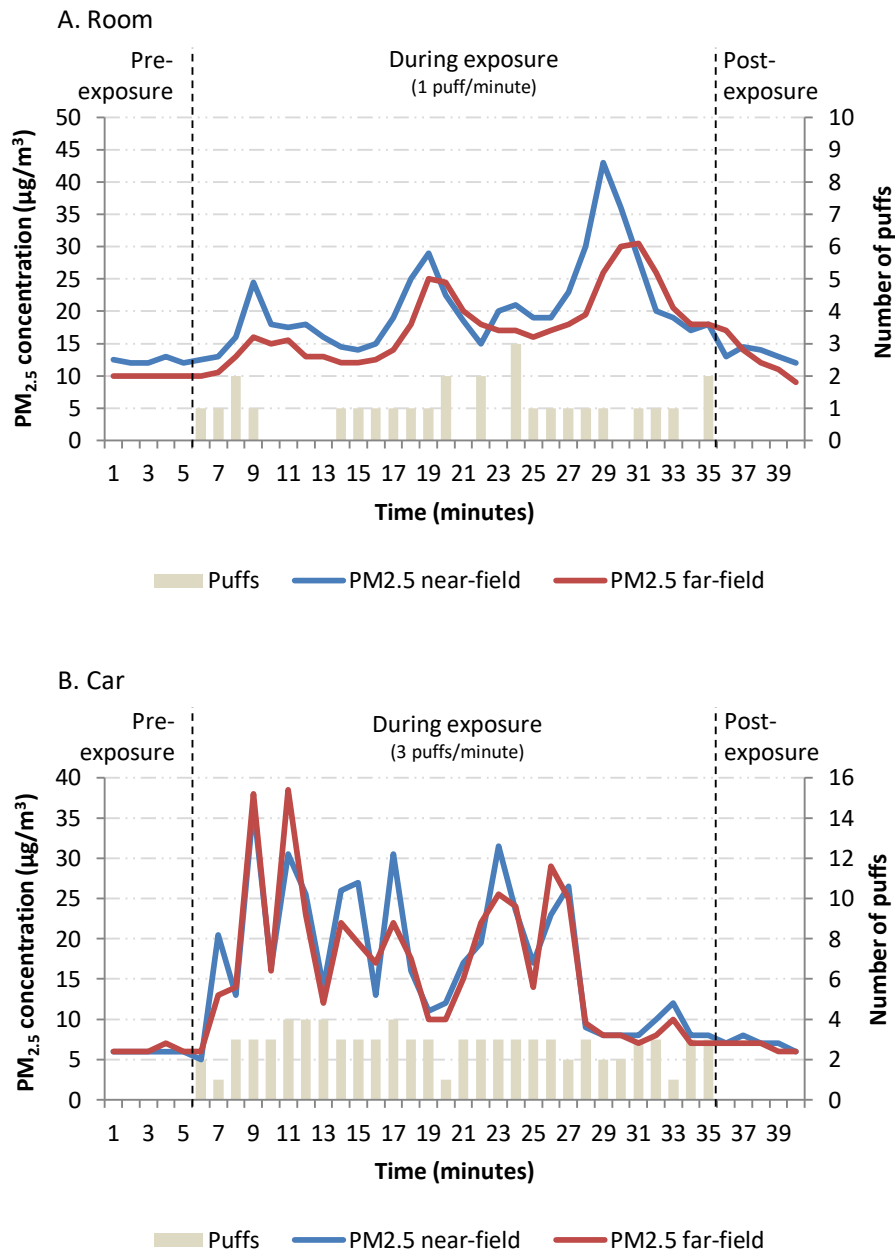 A. Room
Pre-
exposure
During exposure
(1 puff/minute)
Post-
exposure
PM2.5 concentration (µg/m³)
50
45
40
35
30
25
20
15
10
5
0
10
9
8
7
6
5
4
3
2
1
0
Number of puffs
1 3 5 7 9 11 13 15 17 19 21 23 25 27 29 31 33 35 37 39
Time (minutes)
Puffs PM2.5 near-field PM2.5 far-field
B. Car
Pre-
exposure
During exposure
(3 puffs/minute)
Post-
exposure
PM2.5 concentration (µg/m³)
40
35
30
25
20
15
10
5
0
16
14
12
10
8
6
4
2
0
Number of puffs
1 3 5 7 9 11 13 15 17 19 21 23 25 27 29 31 33 35 37 39
Time (minutes)
Puffs PM2.5 near-field PM2.5 far-field